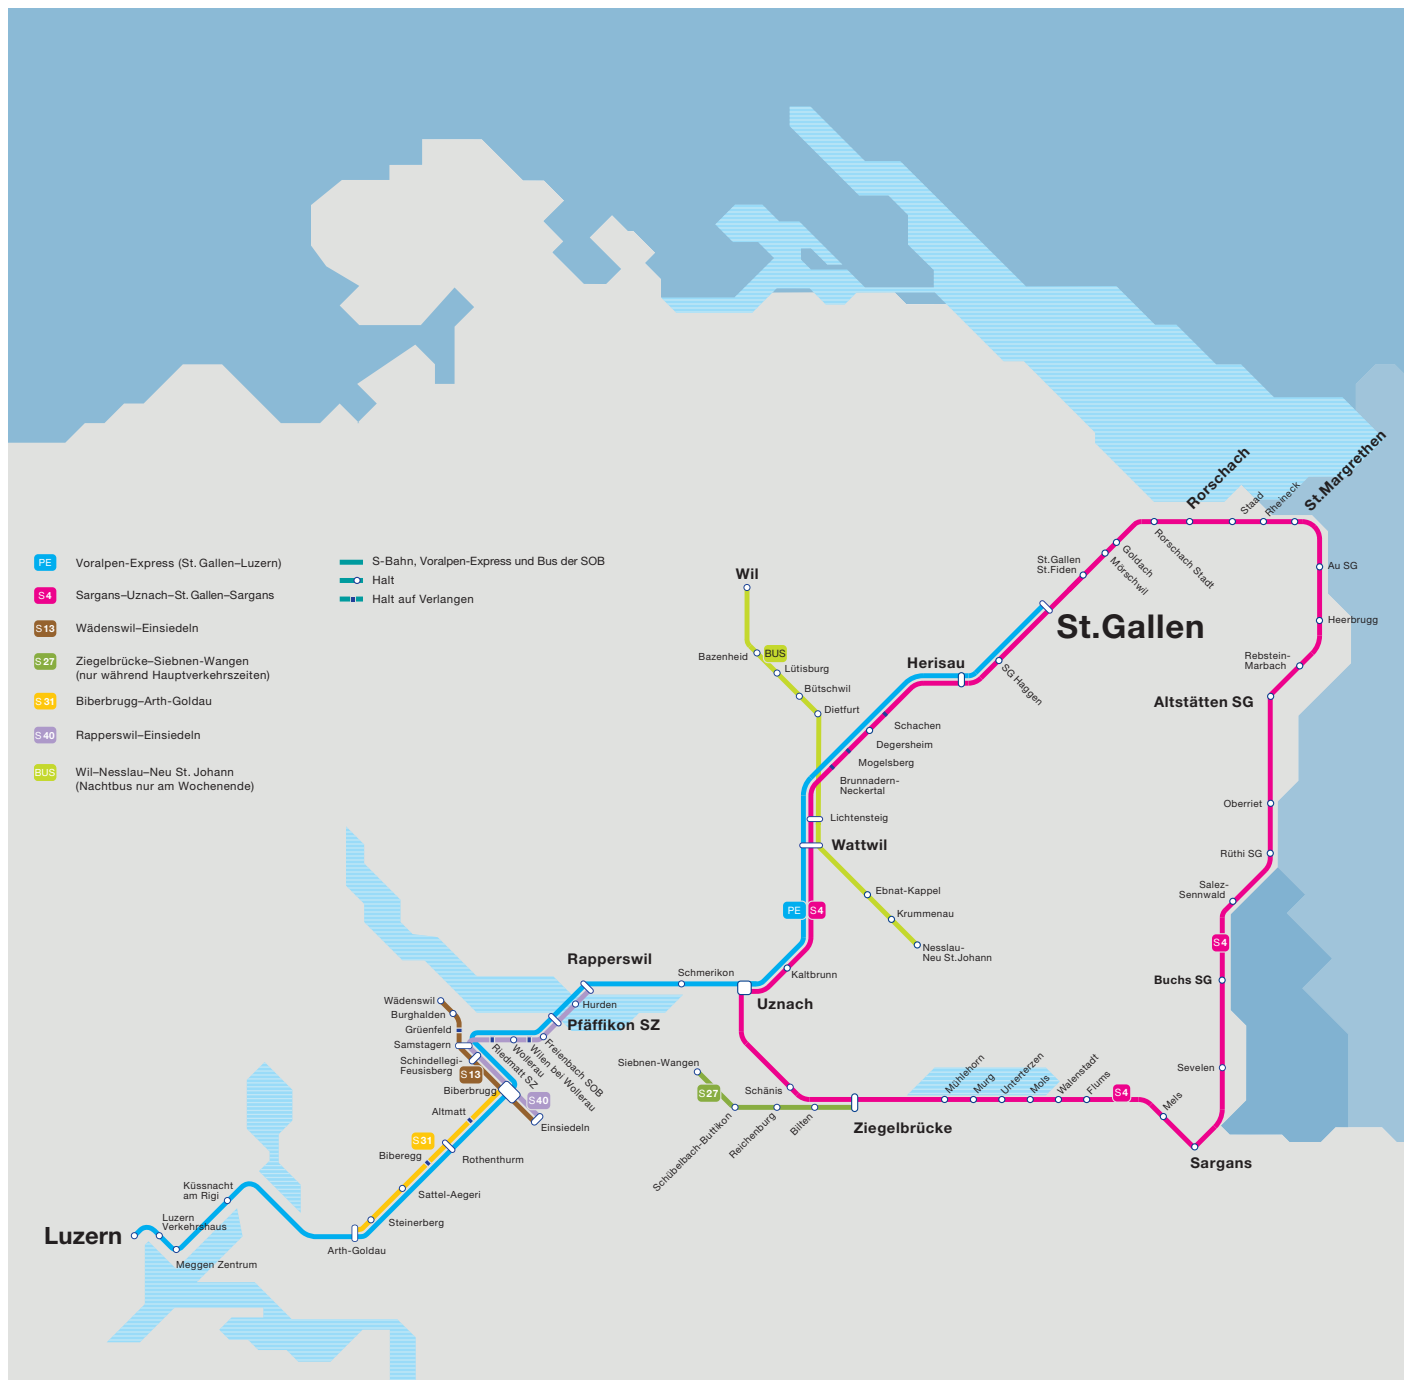 PE Voralpen-Express (St. Gallen–Luzern)
S4 Sargans–Uznach–St. Gallen–Sargans
S13 Wädenswil–Einsiedeln
S27 Ziegelbrücke–Siebnen-Wangen
(nur während Hauptverkehrszeiten)
S31 Biberbrugg–Arth-Goldau
S40 Rapperswil–Einsiedeln
BUS Wil–Nesslau–Neu St. Johann
(Nachtbus nur am Wochenende)
S-Bahn, Voralpen-Express und Bus der SOB
Halt
Halt auf Verlangen
Rorschach
Staad
Rheineck
St.Margrethen
Rorschach Stadt
Goldach
Mörschwil
St.Gallen
St.Fiden
St.Gallen
SG Haggen
Herisau
Au SG
Heerbrugg
Rebstein-
Marbach
Altstätten SG
Oberriet
Rüthi SG
Salez-
Sennwald
S4
Buchs SG
Sevelen
Sargans
Mels
S4
Wil
Bazenheid
BUS
Lütisburg
Bütschwil
Dietfurt
Schachen
Degersheim
Mogelsberg
Brunnadern-
Neckertal
Lichtensteig
Wattwil
Ebnat-Kappel
Krummenau
Nesslau-
Neu St.Johann
PE
S4
Kaltbrunn
Uznach
Schmerikon
Rapperswil
Hurden
Pfäffikon SZ
Freienbach SOB
Wilen bei Wollerau
Wollerau
Riedmatt SZ
Wädenswil
Burghalden
Grüenfeld
Samstagern
Schindellegi-
Feusisberg
S13
Biberbrugg
S40
Einsiedeln
Altmatt
S31
Biberegg
Rothenthurm
Sattel-Aegeri
Steinerberg
Arth-Goldau
Küssnacht
am Rigi
Luzern
Verkehrshaus
Luzern
Meggen Zentrum
Siebnen-Wangen
S27
Schübelbach-Buttikon
Reichenburg
Bilten
Schänis
Ziegelbrücke
Mühlehorn
Murg
Unterterzen
Mols
Walenstadt
Flums